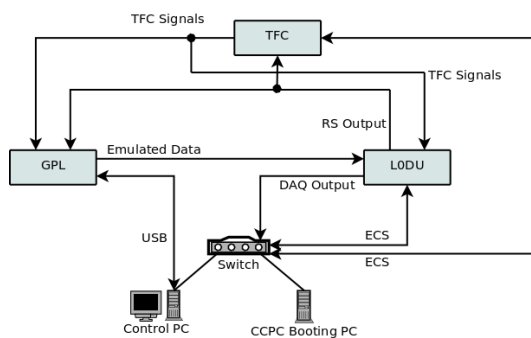 TFC Signals
TFC
TFC Signals
RS Output
Emulated Data
GPL
L0DU
DAQ Output
USB
ECS
Switch
ECS
Control PC
CCPC Booting PC